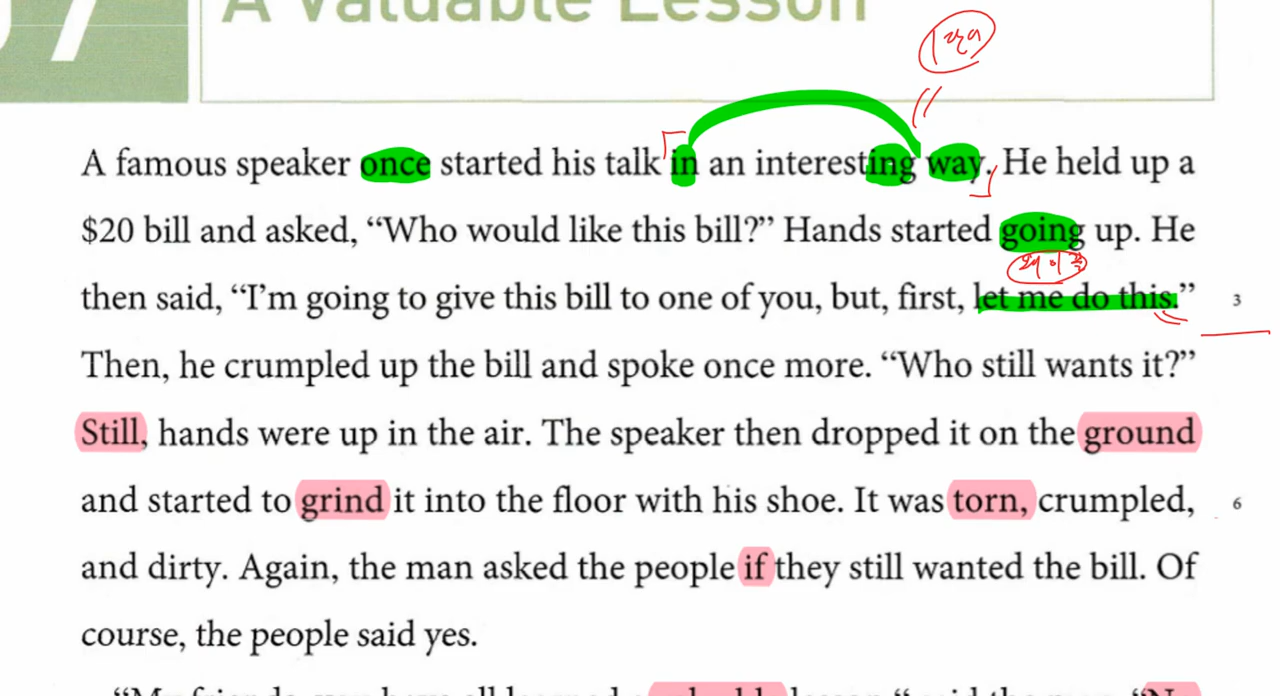 A Valuable Lesson
A famous speaker once started his talk in an interesting way. He held up a
$20 bill and asked, “Who would like this bill?” Hands started going up. He
then said, “I’m going to give this bill to one of you, but, first, let me do this.” 3
Then, he crumpled up the bill and spoke once more. “Who still wants it?”
Still, hands were up in the air. The speaker then dropped it on the ground
and started to grind it into the floor with his shoe. It was torn, crumpled, 6
and dirty. Again, the man asked the people if they still wanted the bill. Of
course, the people said yes.